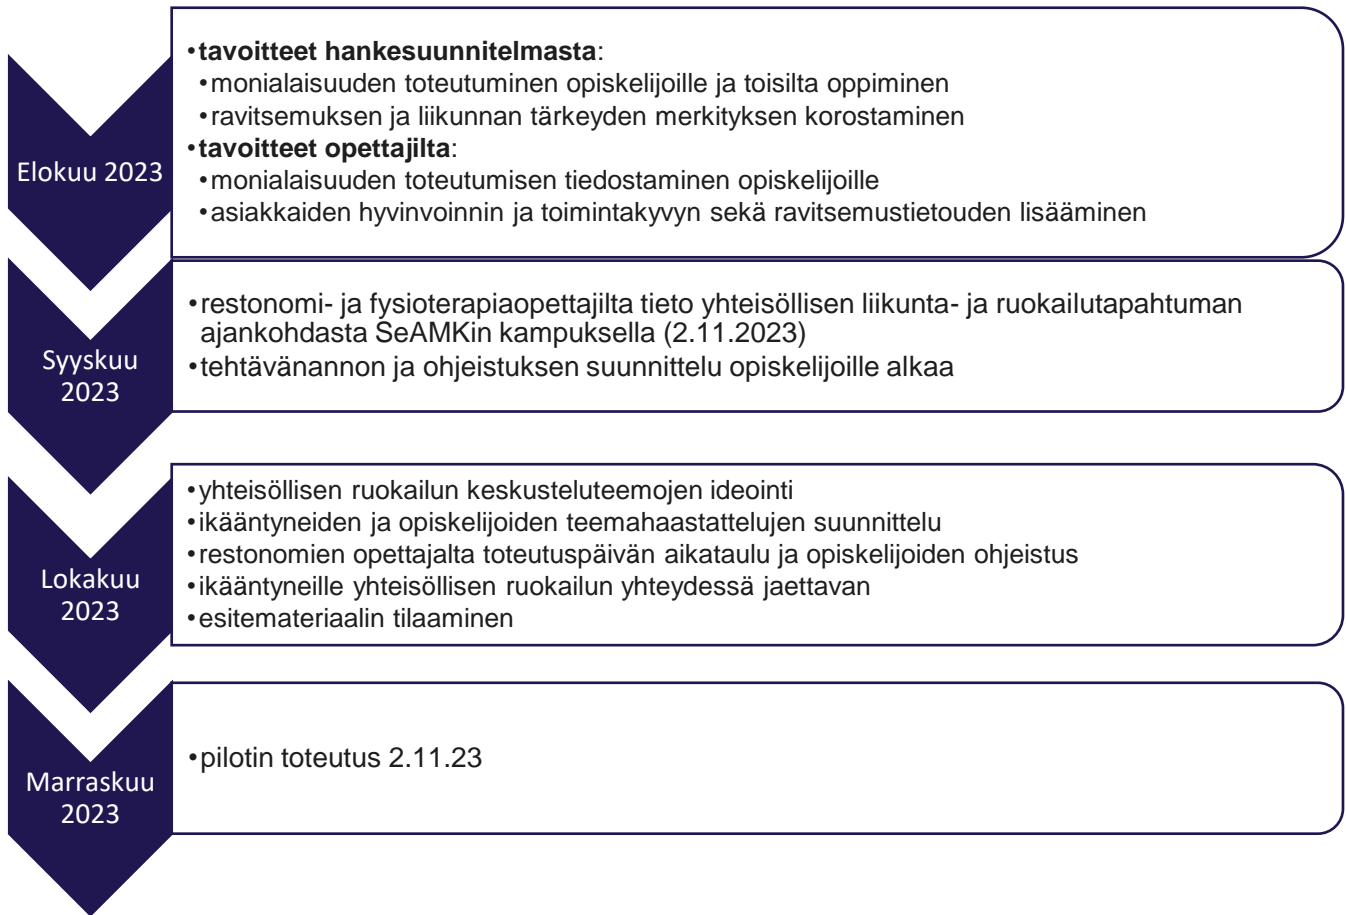 Elokuu 2023
•tavoitteet hankesuunnitelmasta:
•monialaisuuden toteutuminen opiskelijoille ja toisilta oppiminen
•ravitsemuksen ja liikunnan tärkeyden merkityksen korostaminen
•tavoitteet opettajilta:
•monialaisuuden toteutumisen tiedostaminen opiskelijoille
•asiakkaiden hyvinvoinnin ja toimintakyvyn sekä ravitsemustietouden lisääminen
Syyskuu
2023
•restonomi- ja fysioterapiaopettajilta tieto yhteisöllisen liikunta- ja ruokailutapahtuman
ajankohdasta SeAMKin kampuksella (2.11.2023)
•tehtävänannon ja ohjeistuksen suunnittelu opiskelijoille alkaa
Lokakuu
2023
•yhteisöllisen ruokailun keskusteluteemojen ideointi
•ikääntyneiden ja opiskelijoiden teemahaastattelujen suunnittelu
•restonomien opettajalta toteutuspäivän aikataulu ja opiskelijoiden ohjeistus
•ikääntyneille yhteisöllisen ruokailun yhteydessä jaettavan
•esitemateriaalin tilaaminen
Marraskuu
2023
•pilotin toteutus 2.11.23